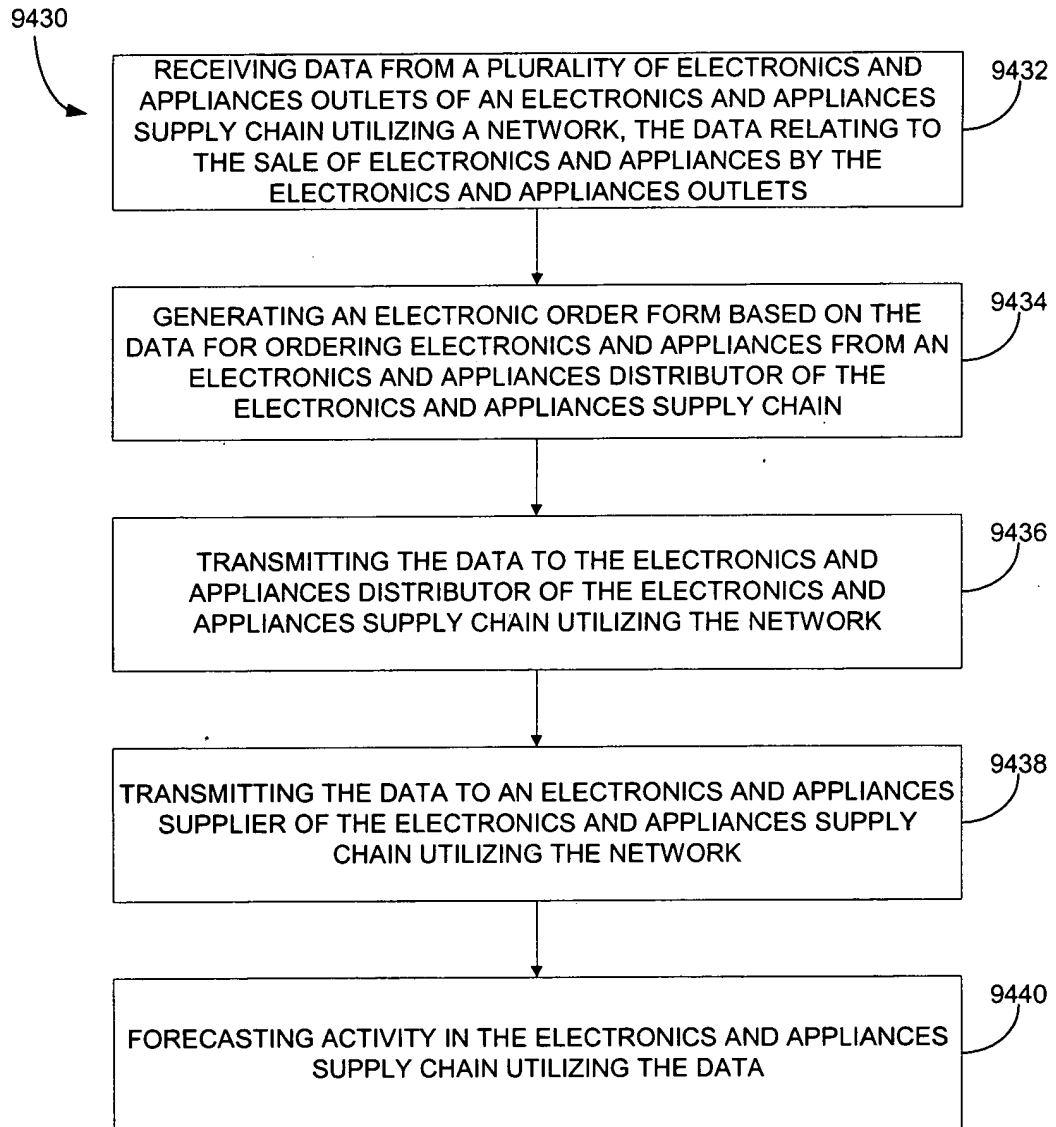 9430
RECEIVING DATA FROM A PLURALITY OF ELECTRONICS AND
APPLIANCES OUTLETS OF AN ELECTRONICS AND APPLIANCES
SUPPLY CHAIN UTILIZING A NETWORK, THE DATA RELATING TO
THE SALE OF ELECTRONICS AND APPLIANCES BY THE
ELECTRONICS AND APPLIANCES OUTLETS
9432
GENERATING AN ELECTRONIC ORDER FORM BASED ON THE
DATA FOR ORDERING ELECTRONICS AND APPLIANCES FROM AN
ELECTRONICS AND APPLIANCES DISTRIBUTOR OF THE
ELECTRONICS AND APPLIANCES SUPPLY CHAIN
9434
TRANSMITTING THE DATA TO THE ELECTRONICS AND
APPLIANCES DISTRIBUTOR OF THE ELECTRONICS AND
APPLIANCES SUPPLY CHAIN UTILIZING THE NETWORK
9436
TRANSMITTING THE DATA TO AN ELECTRONICS AND APPLIANCES
SUPPLIER OF THE ELECTRONICS AND APPLIANCES SUPPLY
CHAIN UTILIZING THE NETWORK
9438
FORECASTING ACTIVITY IN THE ELECTRONICS AND APPLIANCES
SUPPLY CHAIN UTILIZING THE DATA
9440